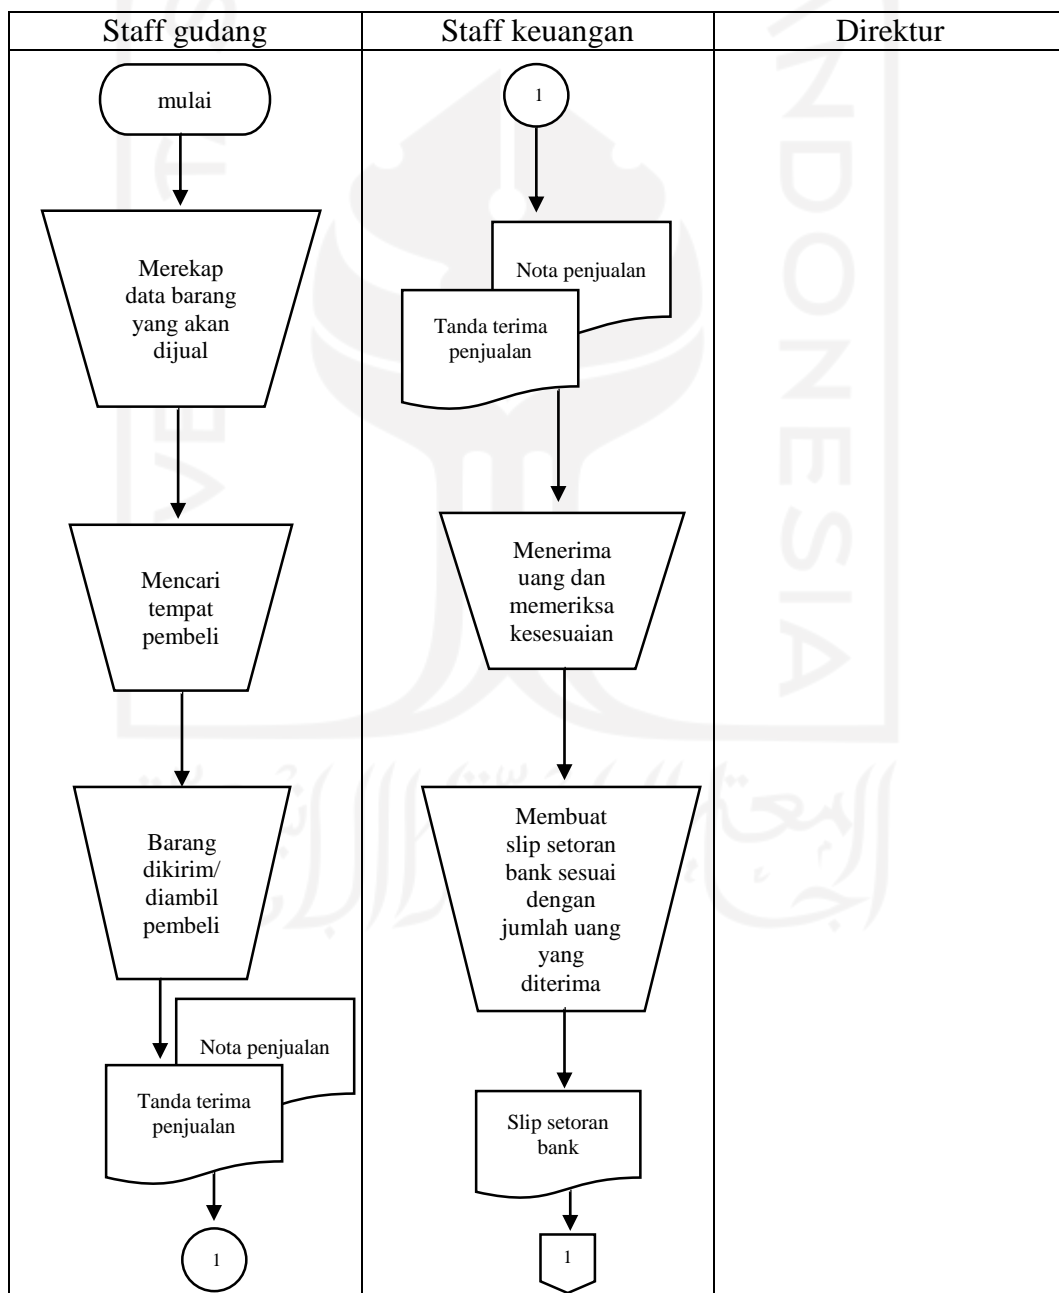 Staff gudang
Staff keuangan
Direktur
mulai
Merekap
data barang
yang akan
dijual
Mencari
tempat
pembeli
Barang
dikirim/
diambil
pembeli
Nota penjualan
Tanda terima
penjualan
1
1
Nota penjualan
Tanda terima
penjualan
Menerima
uang dan
memeriksa
kesesuaian
Membuat
slip setoran
bank sesuai
dengan
jumlah uang
yang
diterima
Slip setoran
bank
1
NDONESIA